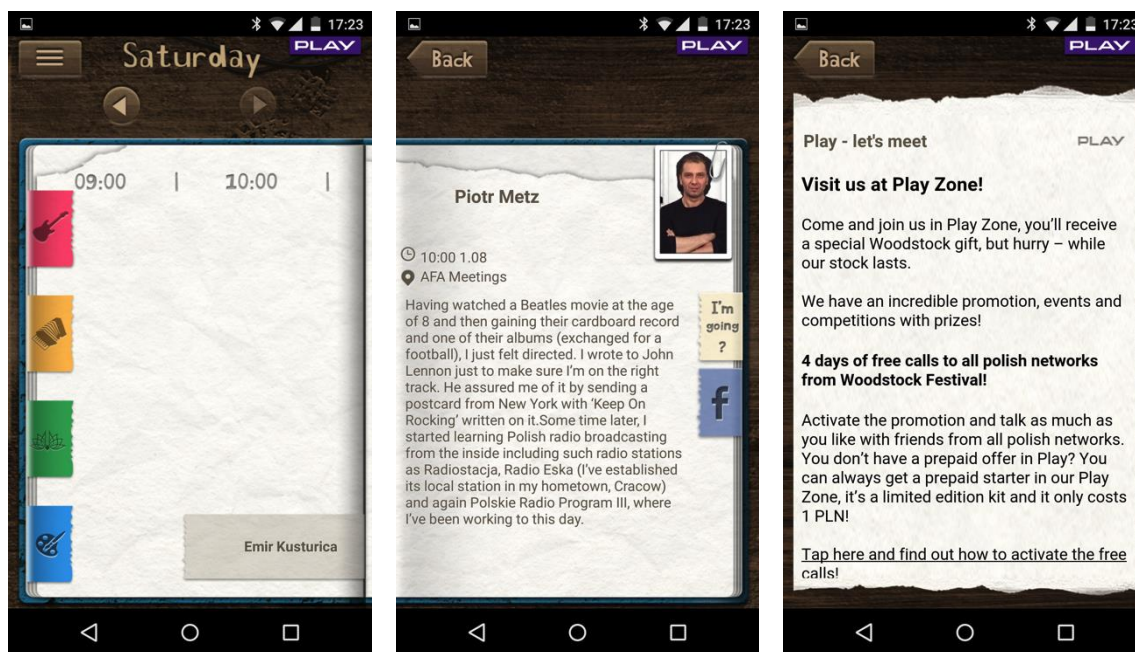 17:23
PLAY
Saturday
09:00 | 10:00 |
Emir Kusturica
17:23
PLAY
Back
Piotr Metz
10:00 1.08
AFA Meetings
Having watched a Beatles movie at the age
of 8 and then gaining their cardboard record
and one of their albums (exchanged for a
football), I just felt directed. I wrote to John
Lennon just to make sure I'm on the right
track. He assured me of it by sending a
postcard from New York with 'Keep On
Rocking' written on it.Some time later, I
started learning Polish radio broadcasting
from the inside including such radio stations
as Radiostacja, Radio Eska (I've established
its local station in my hometown, Cracow)
and again Polskie Radio Program III, where
I've been working to this day.
I'm
going
?
f
17:23
PLAY
Back
Play - let's meet
PLAY
Visit us at Play Zone!
Come and join us in Play Zone, you'll receive
a special Woodstock gift, but hurry – while
our stock lasts.
We have an incredible promotion, events and
competitions with prizes!
4 days of free calls to all polish networks
from Woodstock Festival!
Activate the promotion and talk as much as
you like with friends from all polish networks.
You don't have a prepaid offer in Play? You
can always get a prepaid starter in our Play
Zone, it's a limited edition kit and it only costs
1 PLN!
Tap here and find out how to activate the free
calls!